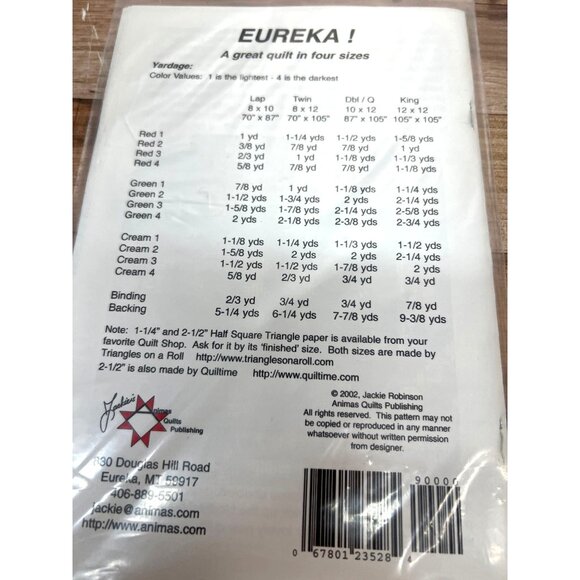 EUREKA !
A great quilt in four sizes
Yardage:
Color Values: 1 is the lightest - 4 is the darkest
Lap Twin Dbl / Q King
8 x 10 8 x 12 10 x 12 12 x 12
70" x 87" 70" x 105" 87" x 105" 105" x 105"
Red 1 1 yd 1-1/4 yds 1-1/2 yds 1-5/8 yds
Red 2 3/8 yd 7/8 yd 7/8 yd 1 yd
Red 3 2/3 yd 1 yd 1-1/8 yds 1-1/3 yds
Red 4 5/8 yd 7/8 yd 7/8 yd 1-1/8 yds
Green 1 7/8 yd 1 yd 1-1/8 yds 1-1/4 yds
Green 2 1-1/2 yds 1-3/4 yds 2 yds 2-1/4 yds
Green 3 1-5/8 yds 1-7/8 yds 2-1/4 yds 2-5/8 yds
Green 4 2 yds 2-1/8 yds 2-3/8 yds 2-3/4 yds
Cream 1 1-1/8 yds 1-1/4 yds 1-1/3 yds 1-1/2 yds
Cream 2 1-5/8 yds 2 yds 2 yds 2-1/4 yds
Cream 3 1-1/2 yds 1-1/2 yds 1-7/8 yds 2 yds
Cream 4 5/8 yd 2/3 yd 3/4 yd 3/4 yd
Binding 2/3 yd 3/4 yd 3/4 yd 7/8 yd
Backing 5-1/4 yds 6-1/4 yds 7-7/8 yds 9-3/8 yds
Note: 1-1/4" and 2-1/2" Half Square Triangle paper is available from your
favorite Quilt Shop. Ask for it by its 'finished' size. Both sizes are made by
Triangles on a Roll http://www.trianglesonaroll.com
2-1/2" is also made by Quiltime http://www.quiltime.com
© 2002, Jackie Robinson
Animas Quilts Publishing
All rights reserved. This pattern may not
be copied or reproduced in any manner
whatsoever without written permission
from designer.
Jackie's
Animas
Quilts
Publishing
830 Douglas Hill Road
Eureka, MT 59917
406-889-5501
jackie@animas.com
http://www.animas.com
90000
0 67801 23528 4